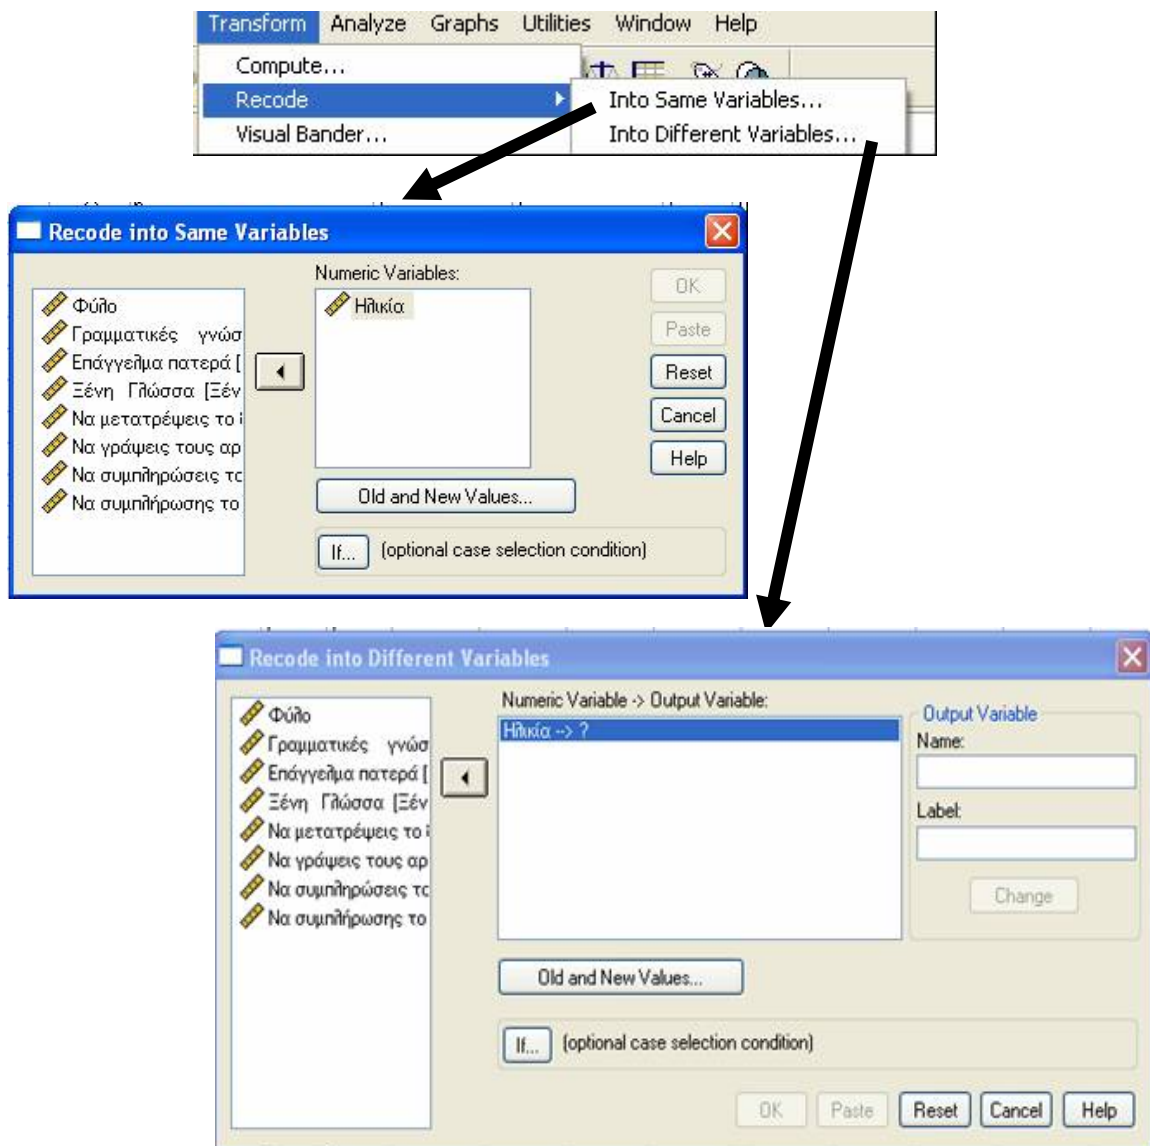 Transform Analyze Graphs Utilities Window Help
Compute...
Recode
Into Same Variables...
Visual Bander...
Into Different Variables...
Recode into Same Variables
Numeric Variables:
Φύλο
Γραμματικές γνώσ
Επάγγελμα πατερά [
Ξένη Γλώσσα [Ξέν
Να μετατρέψεις το
Να γράψεις τους αρ
Να συμπληρώσεις το
Να συμπλήρωσης το
Ηλικία
OK
Paste
Reset
Cancel
Help
Old and New Values...
If... (optional case selection condition)
Recode into Different Variables
Φύλο
Γραμματικές γνώσ
Επάγγελμα πατερά [
Ξένη Γλώσσα [Ξέν
Να μετατρέψεις το
Να γράψεις τους αρ
Να συμπληρώσεις το
Να συμπλήρωσης το
Numeric Variable -> Output Variable:
Ηλικία --> ?
Output Variable
Name:
Label:
Change
Old and New Values...
If... (optional case selection condition)
OK Paste Reset Cancel Help